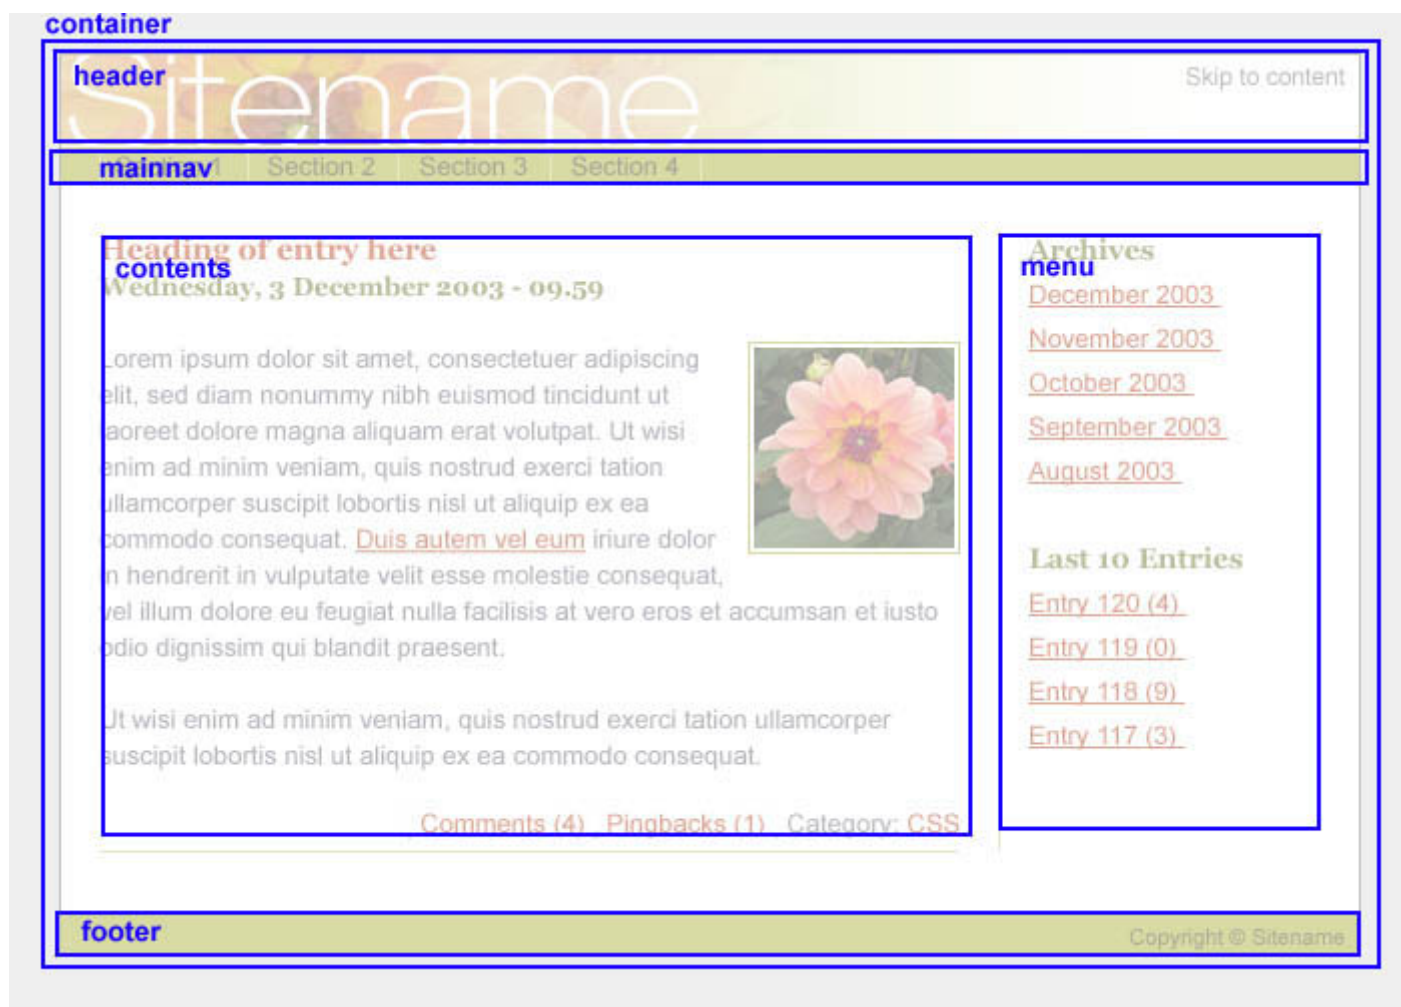 container
header
Sitename
Skip to content
mainnav
Section 1 Section 2 Section 3 Section 4
Heading of entry here
contents
Wednesday, 3 December 2003 - 09.59
Lorem ipsum dolor sit amet, consectetuer adipiscing
elit, sed diam nonummy nibh euismod tincidunt ut
laoreet dolore magna aliquam erat volutpat. Ut wisi
enim ad minim veniam, quis nostrud exerci tation
ullamcorper suscipit lobortis nisl ut aliquip ex ea
commodo consequat. Duis autem vel eum iriure dolor
in hendrerit in vulputate velit esse molestie consequat,
vel illum dolore eu feugiat nulla facilisis at vero eros et accumsan et iusto
odio dignissim qui blandit praesent.
Ut wisi enim ad minim veniam, quis nostrud exerci tation ullamcorper
suscipit lobortis nisl ut aliquip ex ea commodo consequat.
Comments (4) Pingbacks (1) Category: CSS
Archives
menu
December 2003
November 2003
October 2003
September 2003
August 2003
Last 10 Entries
Entry 120 (4)
Entry 119 (0)
Entry 118 (9)
Entry 117 (3)
footer
Copyright © Sitename